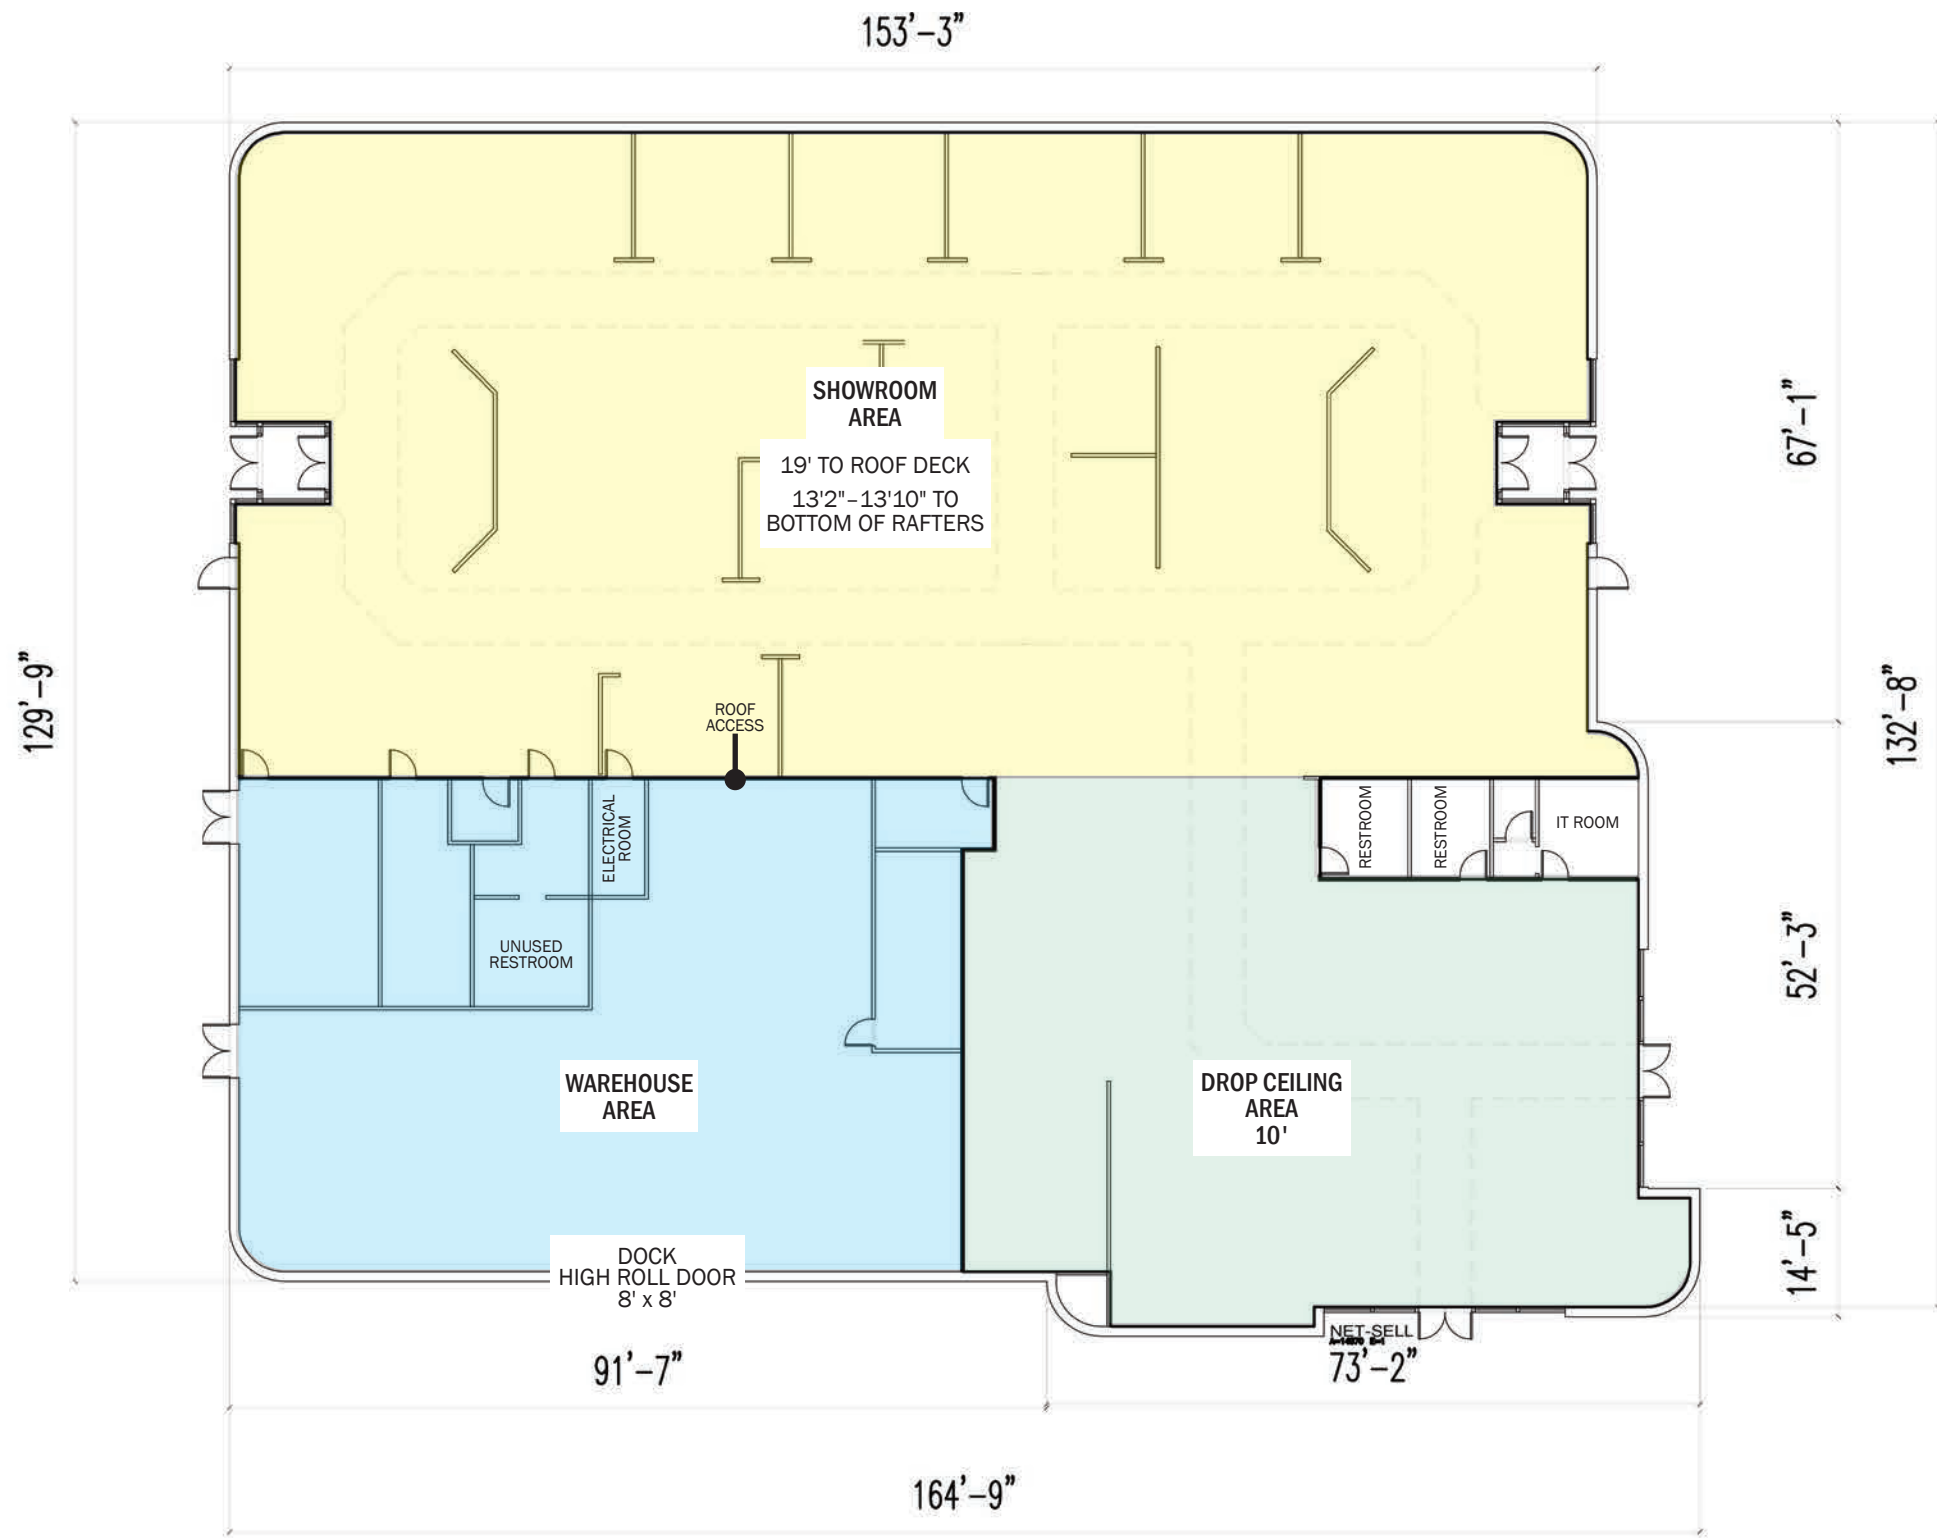 153'-3"
SHOWROOM
AREA
19' TO ROOF DECK
13'2"–13'10" TO
BOTTOM OF RAFTERS
67'-1"
129'-9"
132'-8"
ROOF
ACCESS
ELECTRICAL
ROOM
RESTROOM
RESTROOM
IT ROOM
UNUSED
RESTROOM
52'-3"
WAREHOUSE
AREA
DROP CEILING
AREA
10'
14'-5"
DOCK
HIGH ROLL DOOR
8' x 8'
NET-SELL
91'-7"
73'-2"
164'-9"